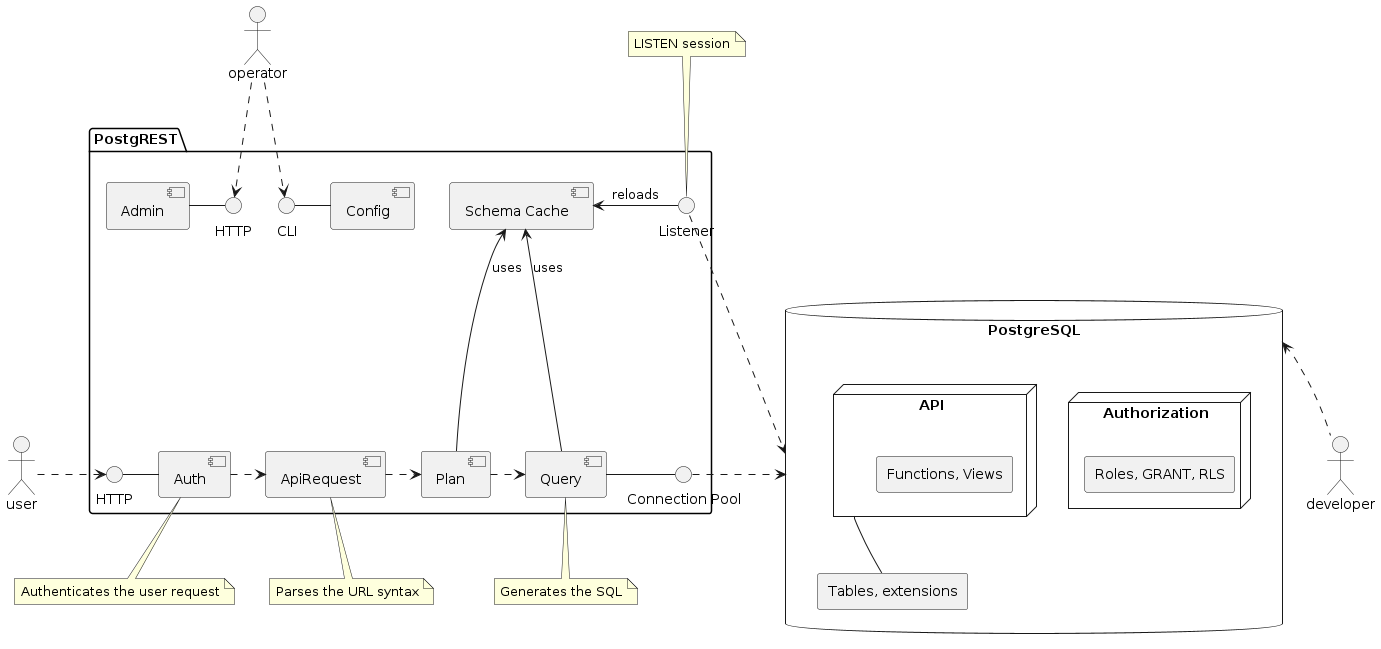 operator
LISTEN session
PostgREST
Admin
HTTP
CLI
Config
Schema Cache
reloads
Listener
uses
uses
PostgreSQL
API
Functions, Views
Authorization
Roles, GRANT, RLS
Tables, extensions
user
HTTP
Auth
ApiRequest
Plan
Query
Connection Pool
developer
Authenticates the user request
Parses the URL syntax
Generates the SQL